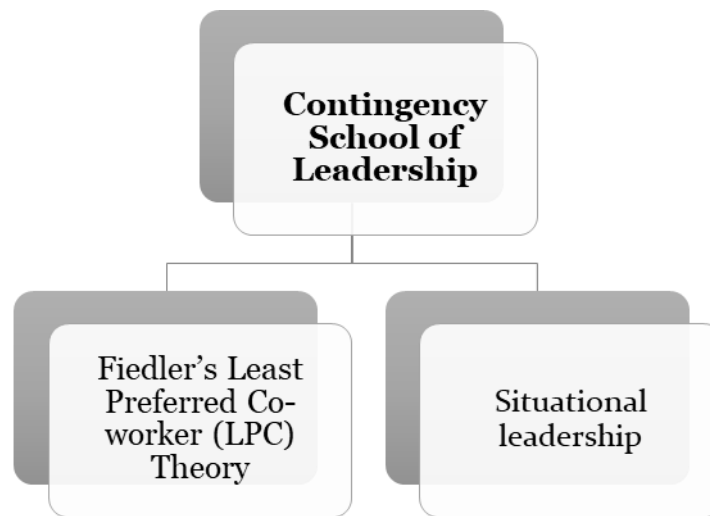 Contingency
School of
Leadership
Fiedler’s Least
Preferred Co-
worker (LPC)
Theory
Situational
leadership